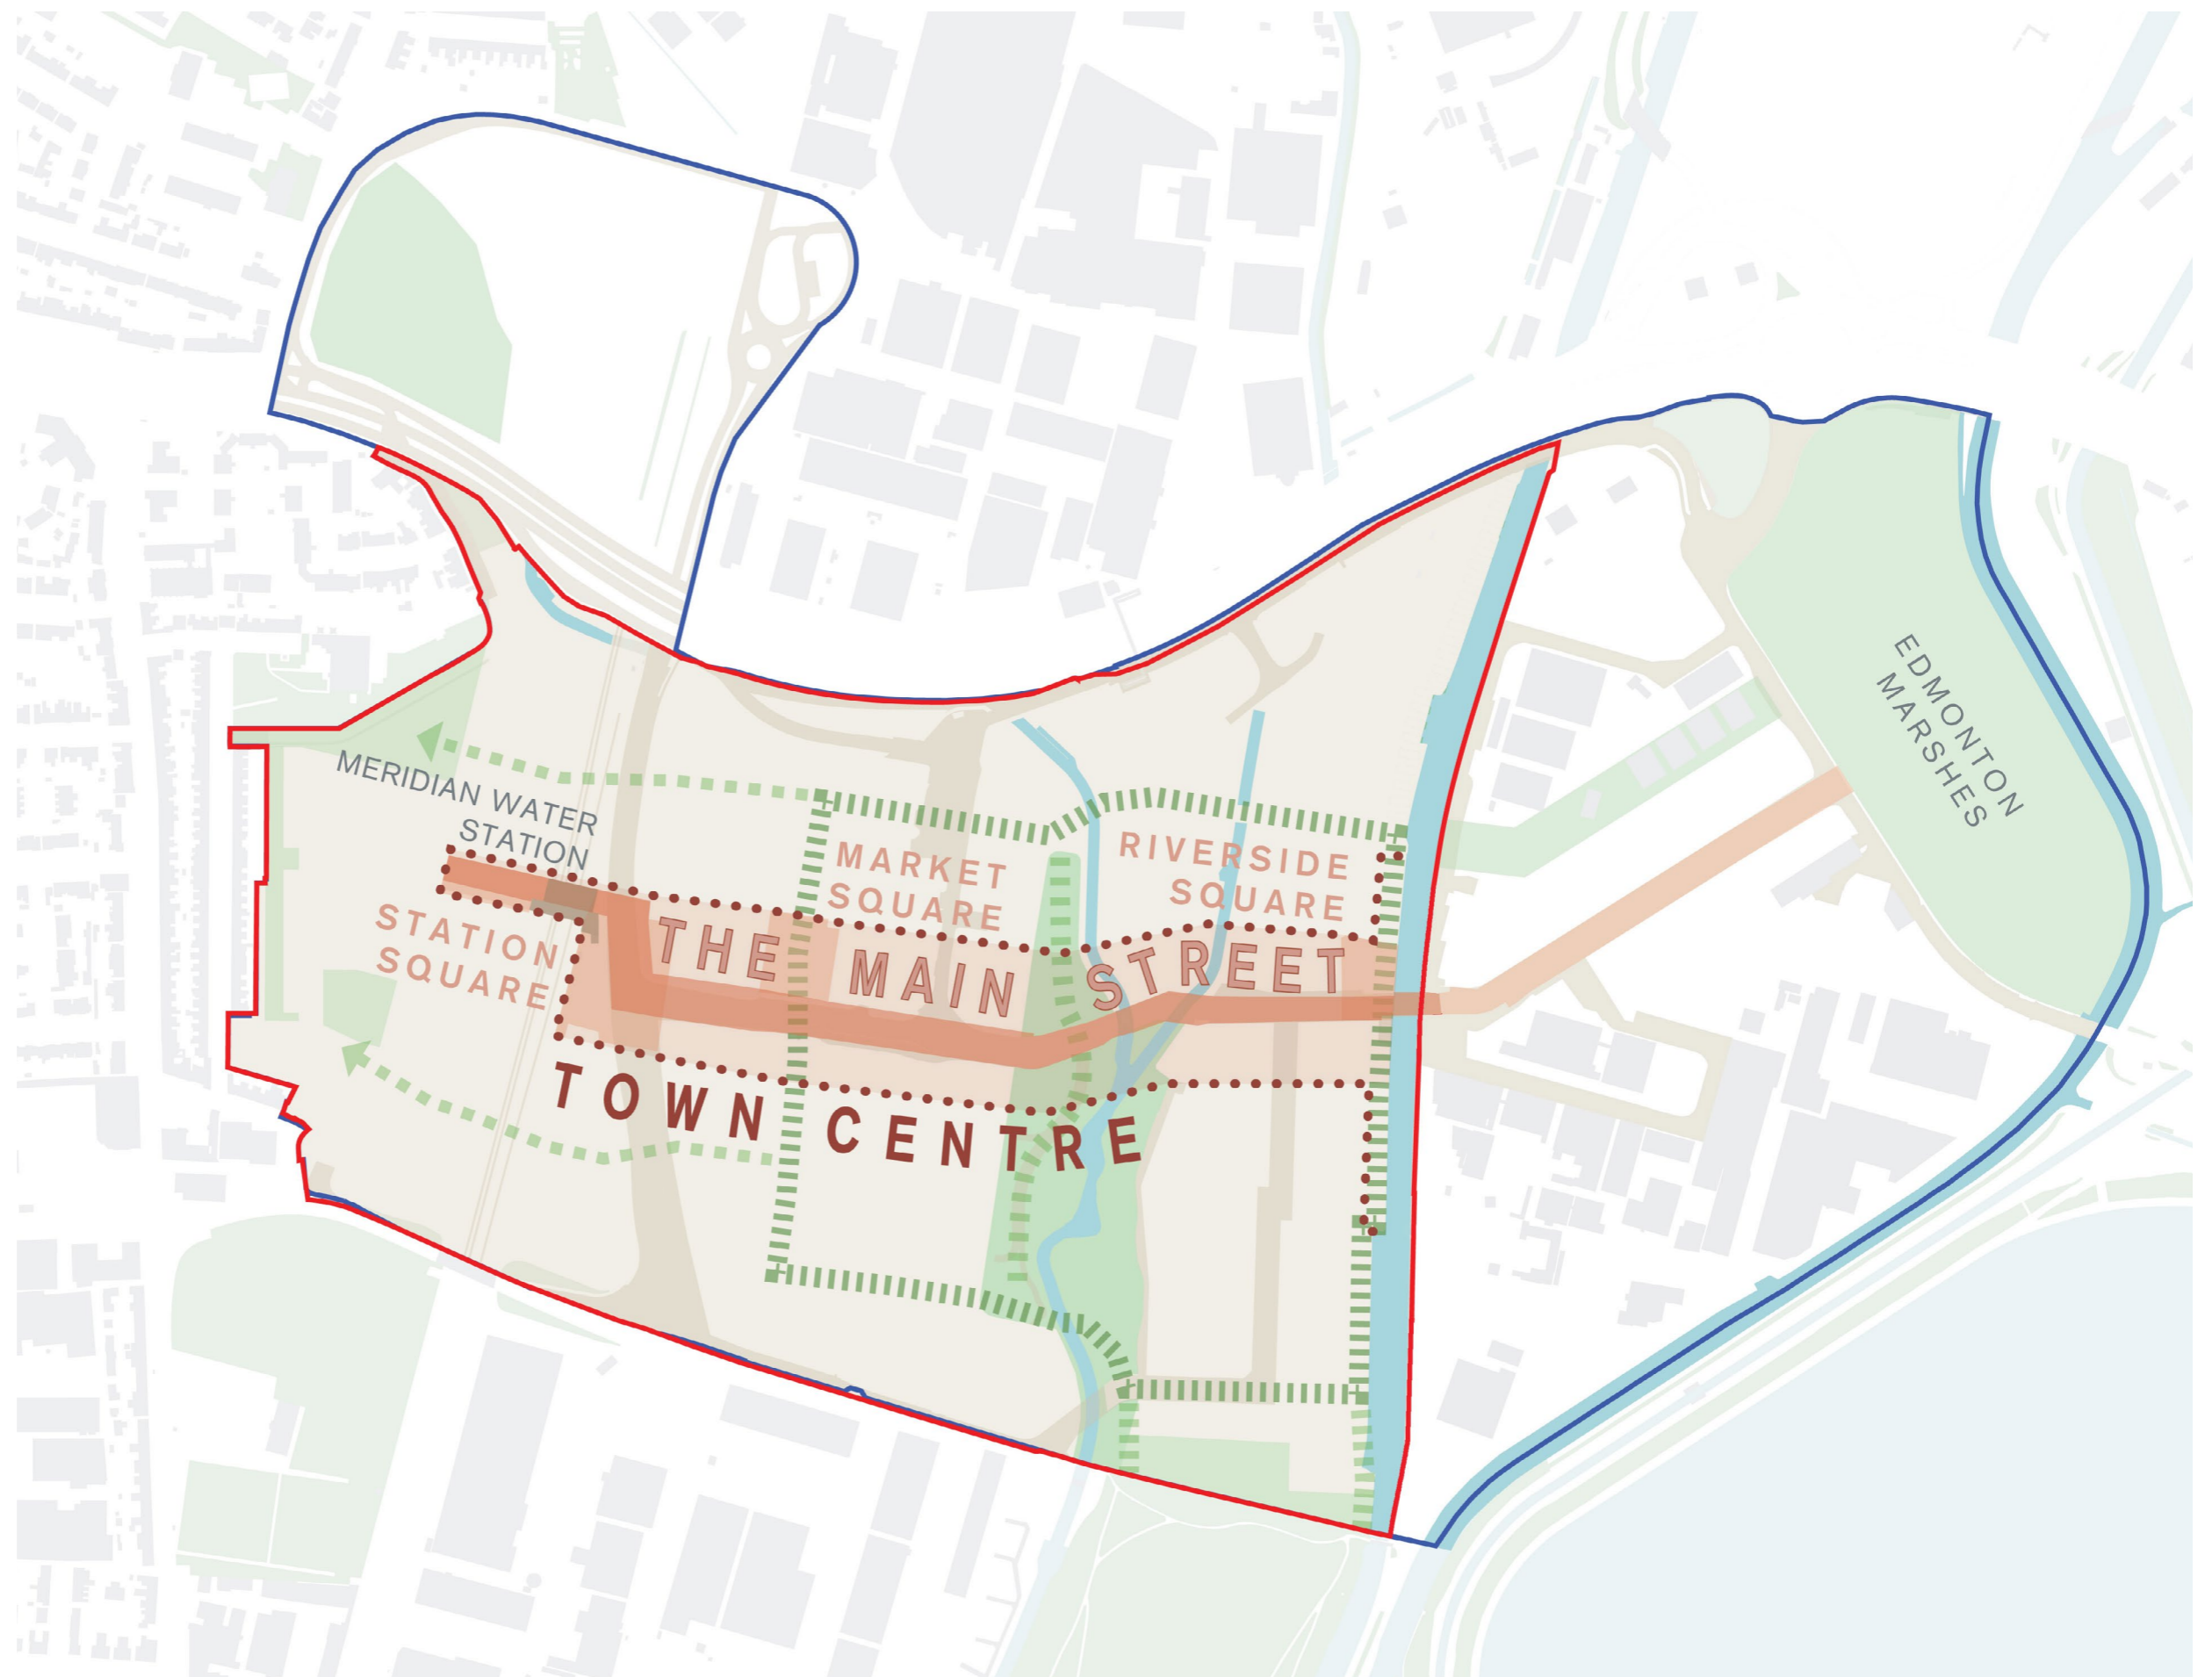 EDMONTON
MARSHES
MERIDIAN WATER
STATION
MARKET
SQUARE
RIVERSIDE
SQUARE
STATION
SQUARE
THE MAIN STREET
TOWN CENTRE